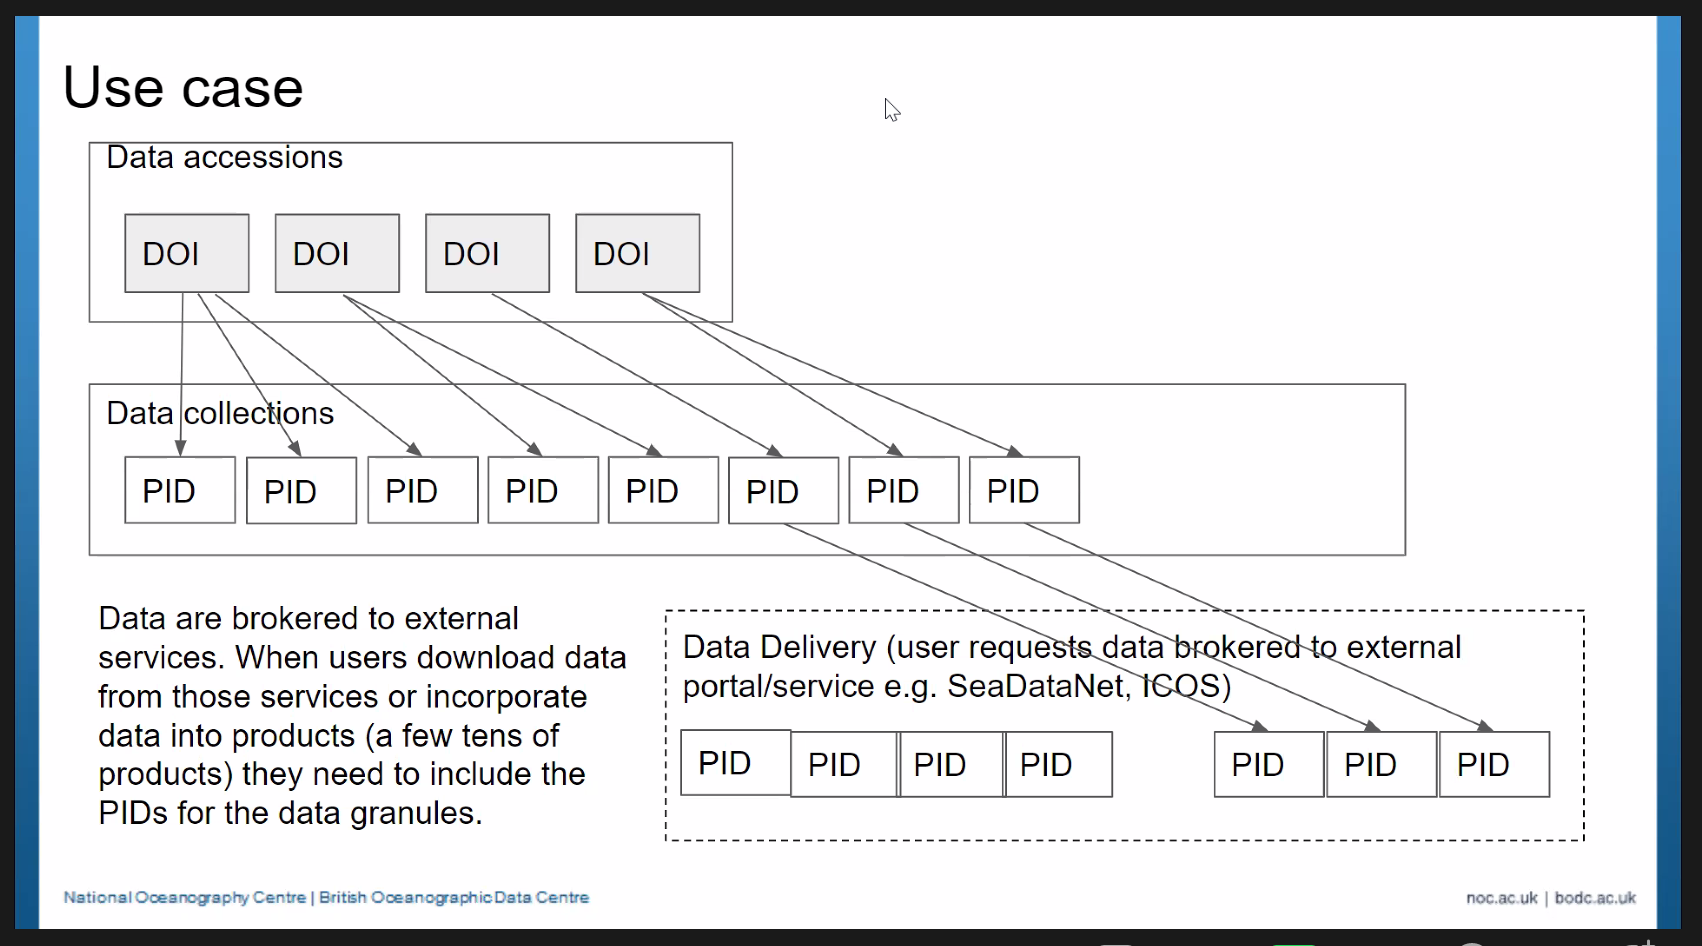 Use case
Data accessions
DOI DOI DOI DOI
Data collections
PID PID PID PID PID PID PID PID
Data are brokered to external
services. When users download data
from those services or incorporate
data into products (a few tens of
products) they need to include the
PIDs for the data granules.
Data Delivery (user requests data brokered to external
portal/service e.g. SeaDataNet, ICOS)
PID PID PID PID PID PID PID
National Oceanography Centre | British Oceanographic Data Centre
noc.ac.uk | bodc.ac.uk